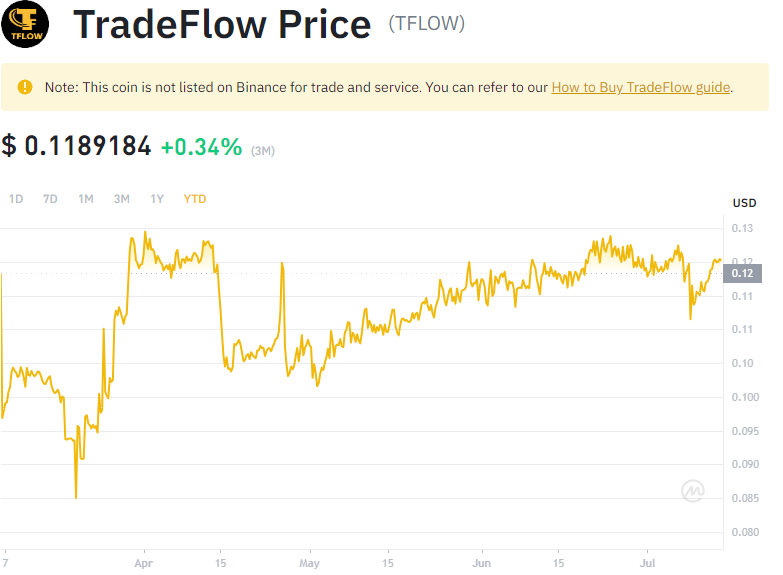 TFLOW
TradeFlow Price (TFLOW)
Note: This coin is not listed on Binance for trade and service. You can refer to our How to Buy TradeFlow guide.
$ 0.1189184 +0.34% (3M)
1D 7D 1M 3M 1Y YTD
USD
0.13
0.12
0.12
0.11
0.11
0.10
0.100
0.095
0.090
0.085
0.080
7 Apr 15 May 15 Jun 15 Jul